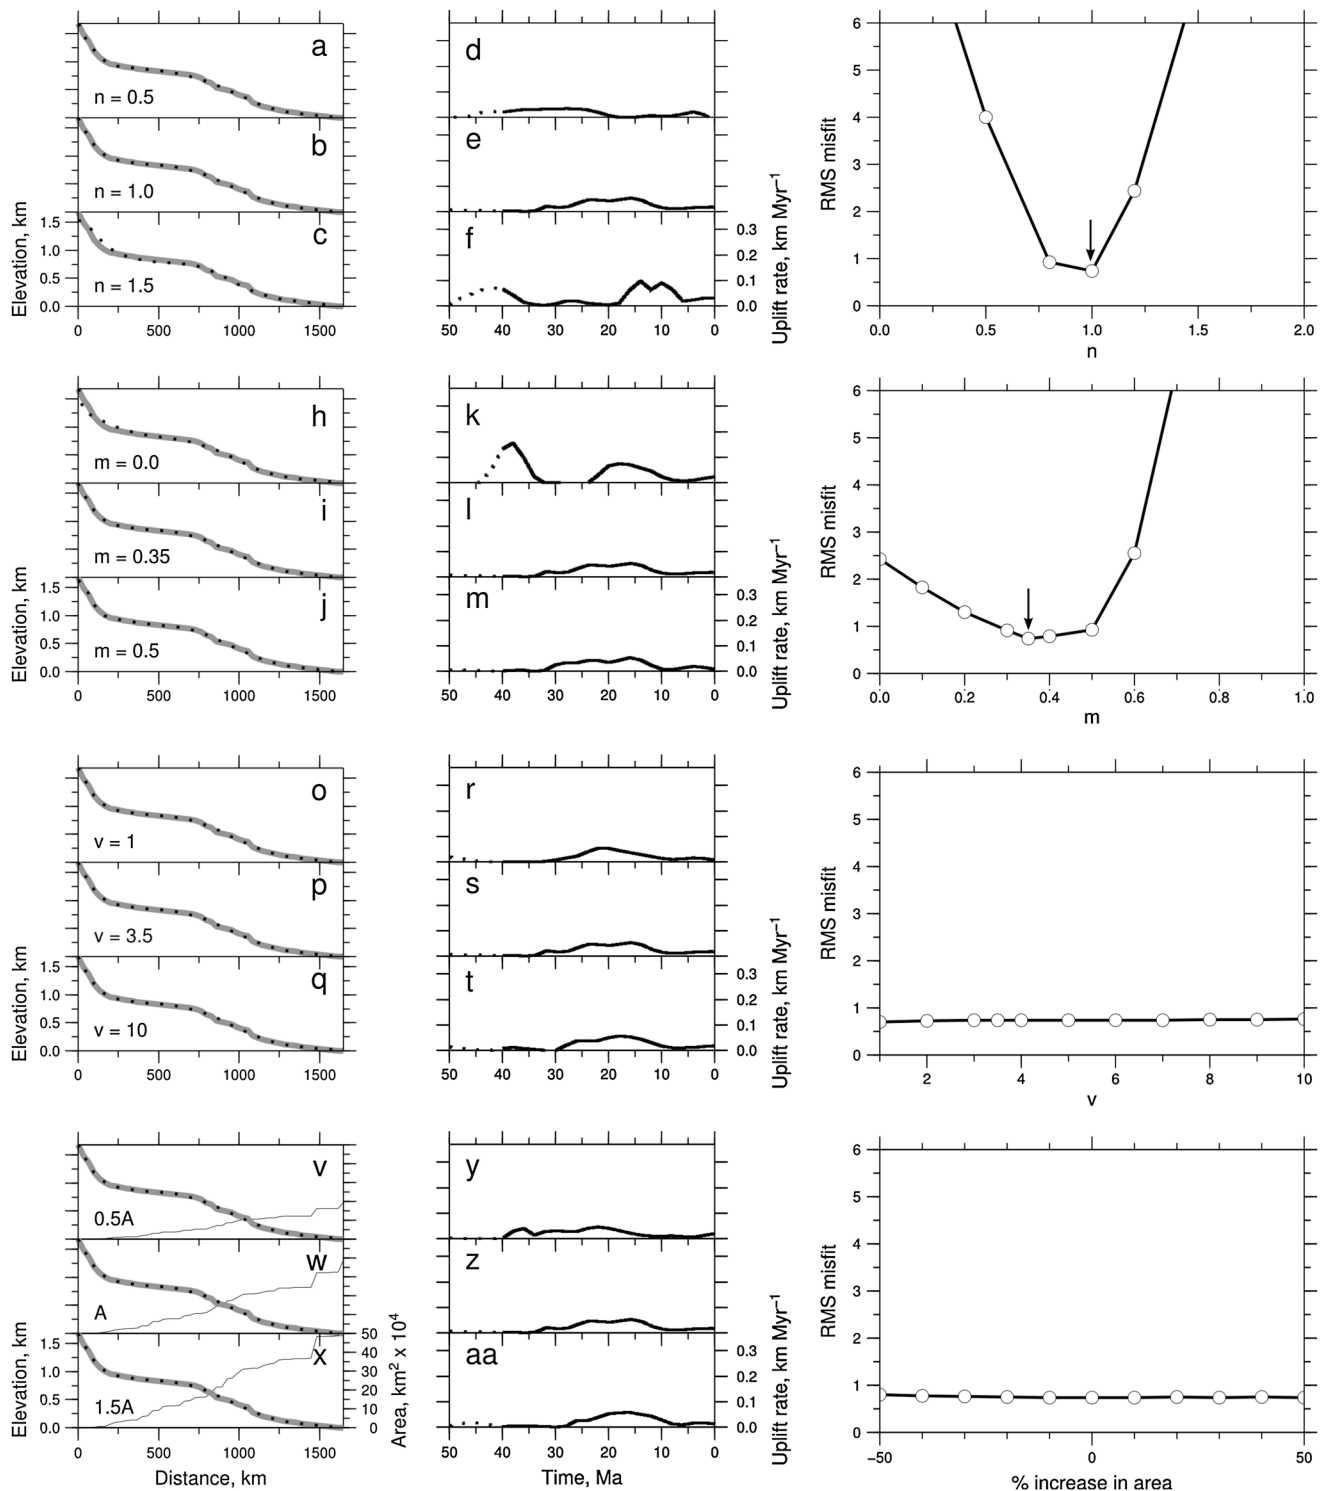 a
n = 0.5
b
n = 1.0
c
n = 1.5
Elevation, km
1.5
1.0
0.5
0.0
0 500 1000 1500
d
e
f
0.3
0.2
0.1
0.0
Uplift rate, km Myr⁻¹
50 40 30 20 10 0
RMS misfit
6
5
4
3
2
1
0
0.0 0.5 1.0 1.5 2.0
n
h
m = 0.0
i
m = 0.35
j
m = 0.5
Elevation, km
1.5
1.0
0.5
0.0
0 500 1000 1500
k
l
m
0.3
0.2
0.1
0.0
Uplift rate, km Myr⁻¹
50 40 30 20 10 0
RMS misfit
6
5
4
3
2
1
0
0.0 0.2 0.4 0.6 0.8 1.0
m
o
v = 1
p
v = 3.5
q
v = 10
Elevation, km
1.5
1.0
0.5
0.0
0 500 1000 1500
r
s
t
0.3
0.2
0.1
0.0
Uplift rate, km Myr⁻¹
50 40 30 20 10 0
RMS misfit
6
5
4
3
2
1
0
2 4 6 8 10
v
v
0.5A
w
A
x
1.5A
Elevation, km
1.5
1.0
0.5
0.0
50
40
30
20
10
0
Area, km² x 10⁴
0 500 1000 1500
Distance, km
y
z
aa
0.3
0.2
0.1
0.0
Uplift rate, km Myr⁻¹
50 40 30 20 10 0
Time, Ma
RMS misfit
6
5
4
3
2
1
0
−50 0 50
% increase in area